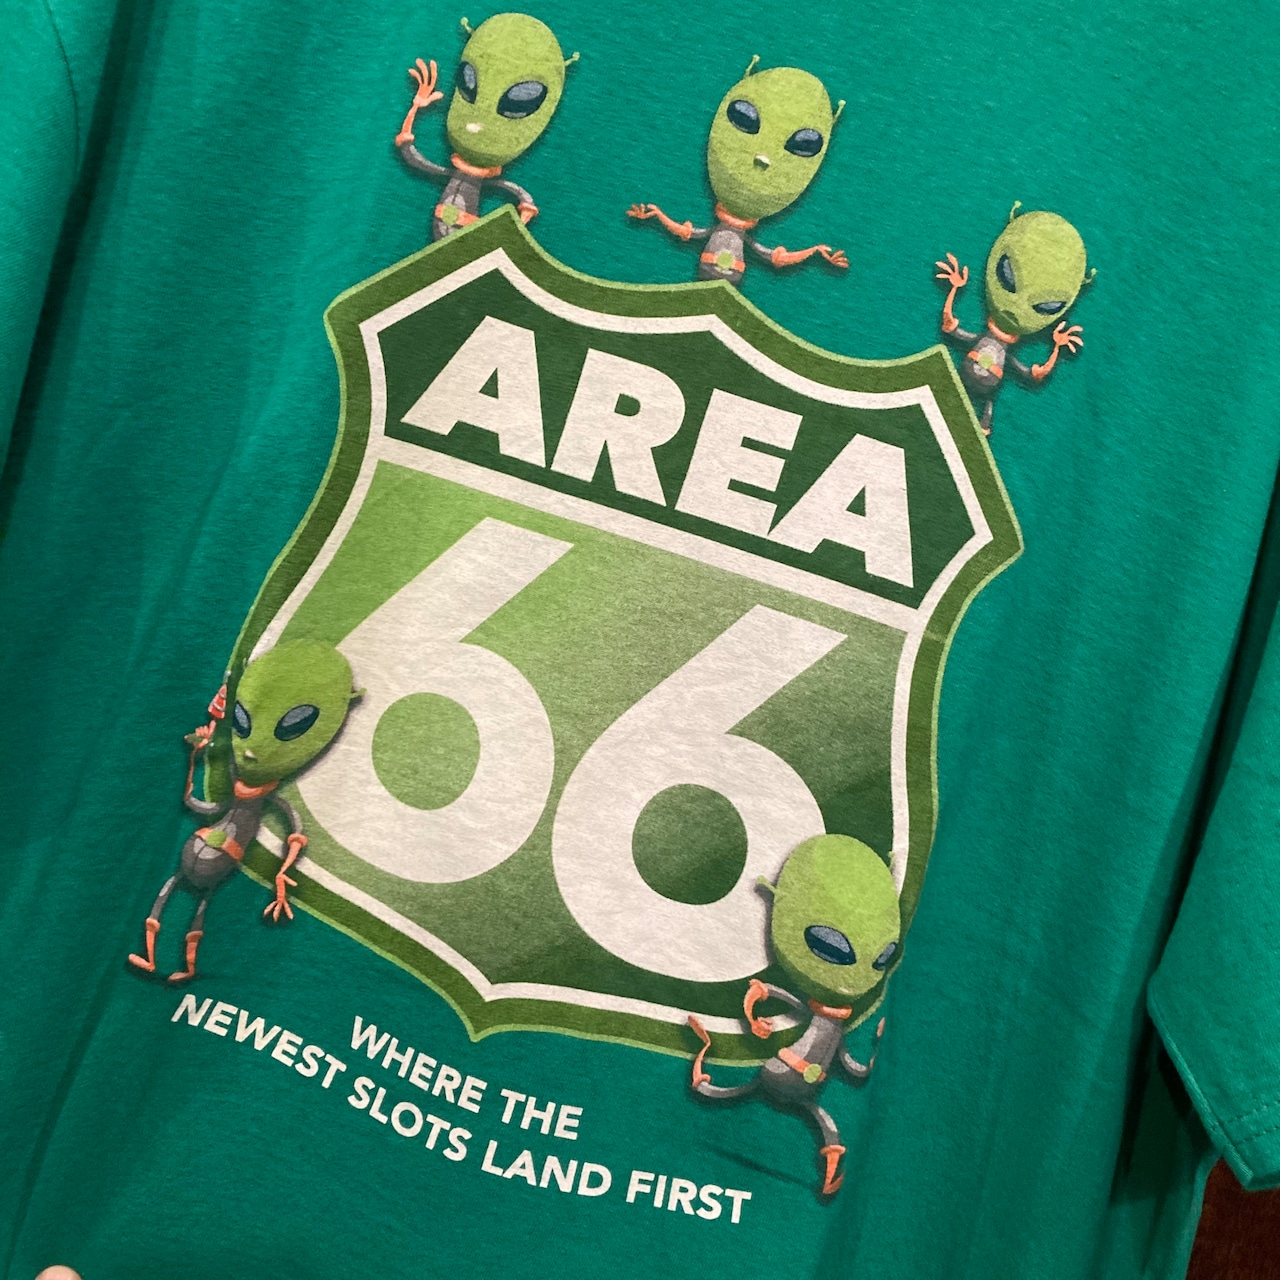 AREA
66
WHERE THE
NEWEST SLOTS LAND FIRST